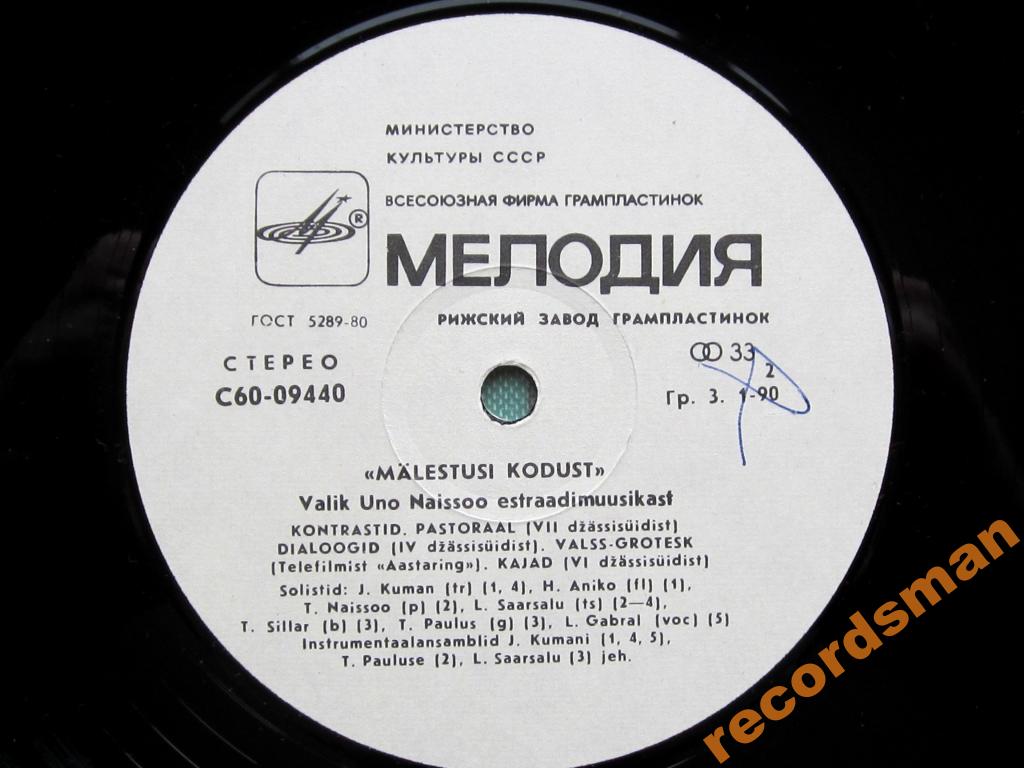 МИНИСТЕРСТВО
КУЛЬТУРЫ СССР
ВСЕСОЮЗНАЯ ФИРМА ГРАМПЛАСТИНОК
®
МЕЛОДИЯ
ГОСТ 5289-80
РИЖСКИЙ ЗАВОД ГРАМПЛАСТИНОК
СТЕРЕО
С60-09440
33
2
Гр. 3. 1-90
«MÄLESTUSI KODUST»
Valik Uno Naissoo estraadimuusikast
KONTRASTID. PASTORAAL (VII džässisüidist)
DIALOOGID (IV džässisüidist). VALSS-GROTESK
(Telefilmist «Aastaring»). KAJAD (VI džässisüidist)
Solistid: J. Kuman (tr) (1, 4), H. Aniko (fl) (1),
T. Naissoo (p) (2), L. Saarsalu (ts) (2—4),
T. Sillar (b) (3), T. Paulus (g) (3), L. Gabral (voc) (5)
Instrumentaalansamblid J. Kumani (1, 4, 5),
T. Pauluse (2), L. Saarsalu (3) jeh.
recordsman